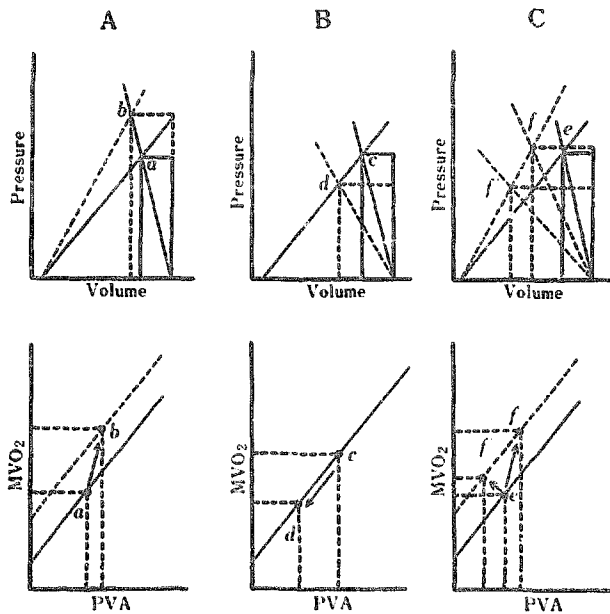 A
B
C
b
a
Pressure
Volume
d
c
Pressure
Volume
f
e
f'
Pressure
Volume
b
a
MVO2
PVA
c
d
MVO2
PVA
f
f'
e
MVO2
PVA